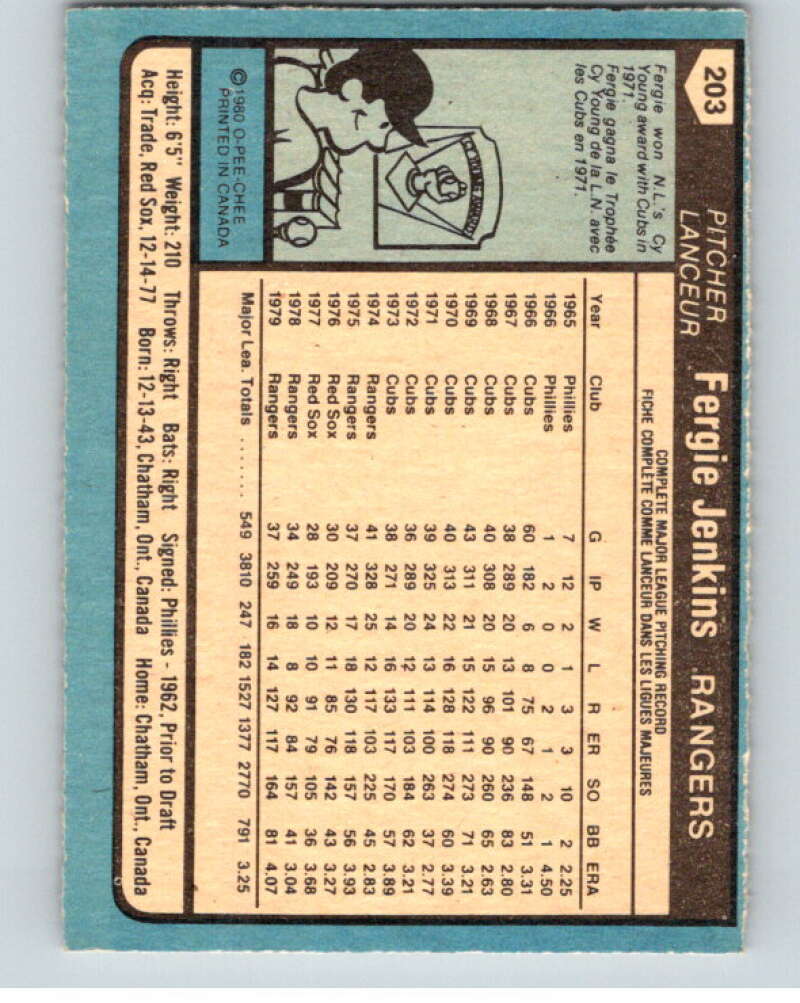 203
PITCHER
LANCEUR
Fergie Jenkins RANGERS
Fergie won N.L.'s Cy
Young award with Cubs in
1971.
Fergie gagna le Trophée
Cy Young de la L.N. avec
les Cubs en 1971.
CY YOUNG AWARD
©1980 O-PEE-CHEE
PRINTED IN CANADA
COMPLETE MAJOR LEAGUE PITCHING RECORD
FICHE COMPLÈTE COMME LANCEUR DANS LES LIGUES MAJEURES
Year Club G IP W L R ER SO BB ERA
1965 Phillies 7 12 2 1 3 3 10 2 2.25
1966 Phillies 1 2 0 0 2 1 2 1 4.50
1966 Cubs 60 182 6 8 75 67 148 51 3.31
1967 Cubs 38 289 20 13 101 90 236 83 2.80
1968 Cubs 40 308 20 15 96 90 260 65 2.63
1969 Cubs 43 311 21 15 122 111 273 71 3.21
1970 Cubs 40 313 22 16 128 118 274 60 3.39
1971 Cubs 39 325 24 13 114 100 263 37 2.77
1972 Cubs 36 289 20 12 111 103 184 62 3.21
1973 Cubs 38 271 14 16 133 117 170 57 3.89
1974 Rangers 41 328 25 12 117 103 225 45 2.83
1975 Rangers 37 270 17 18 130 118 157 56 3.93
1976 Red Sox 30 209 12 11 85 76 142 43 3.27
1977 Red Sox 28 193 10 10 91 79 105 36 3.68
1978 Rangers 34 249 18 8 92 84 157 41 3.04
1979 Rangers 37 259 16 14 127 117 164 81 4.07
Major Lea. Totals ....... 549 3810 247 182 1527 1377 2770 791 3.25
Height: 6'5" Weight: 210 Throws: Right Bats: Right Signed: Phillies - 1962, Prior to Draft
Acq: Trade, Red Sox, 12-14-77 Born: 12-13-43, Chatham, Ont., Canada Home: Chatham, Ont., Canada